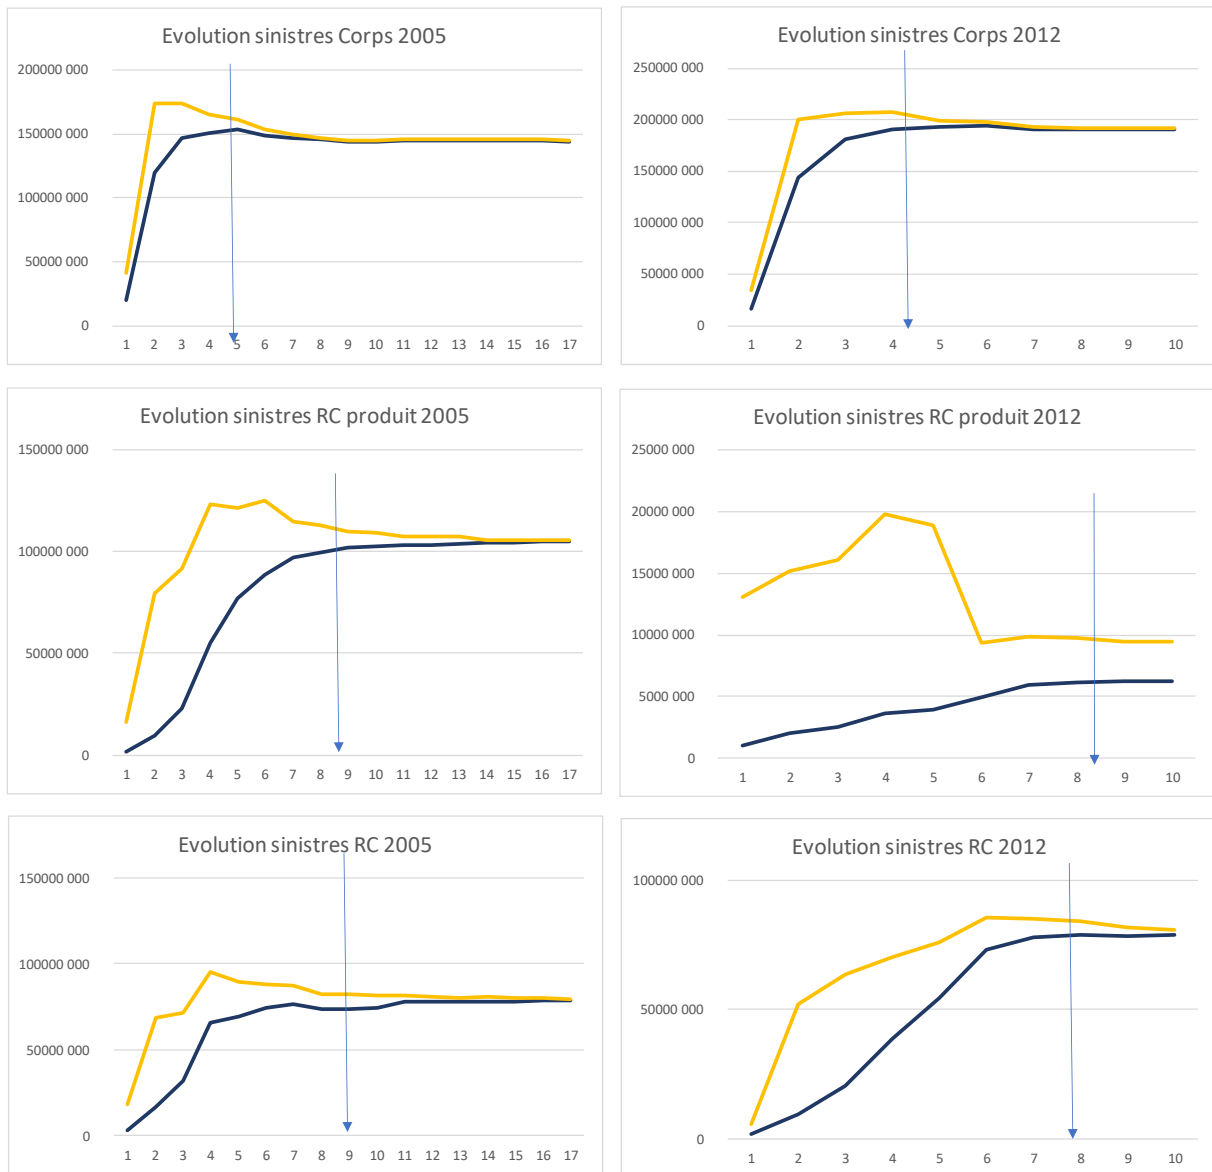 Evolution sinistres Corps 2005
200000 000
150000 000
100000 000
50000 000
0
1 2 3 4 5 6 7 8 9 10 11 12 13 14 15 16 17
Evolution sinistres Corps 2012
250000 000
200000 000
150000 000
100000 000
50000 000
0
1 2 3 4 5 6 7 8 9 10
Evolution sinistres RC produit 2005
150000 000
100000 000
50000 000
0
1 2 3 4 5 6 7 8 9 10 11 12 13 14 15 16 17
Evolution sinistres RC produit 2012
25000 000
20000 000
15000 000
10000 000
5000 000
0
1 2 3 4 5 6 7 8 9 10
Evolution sinistres RC 2005
150000 000
100000 000
50000 000
0
1 2 3 4 5 6 7 8 9 10 11 12 13 14 15 16 17
Evolution sinistres RC 2012
100000 000
50000 000
0
1 2 3 4 5 6 7 8 9 10